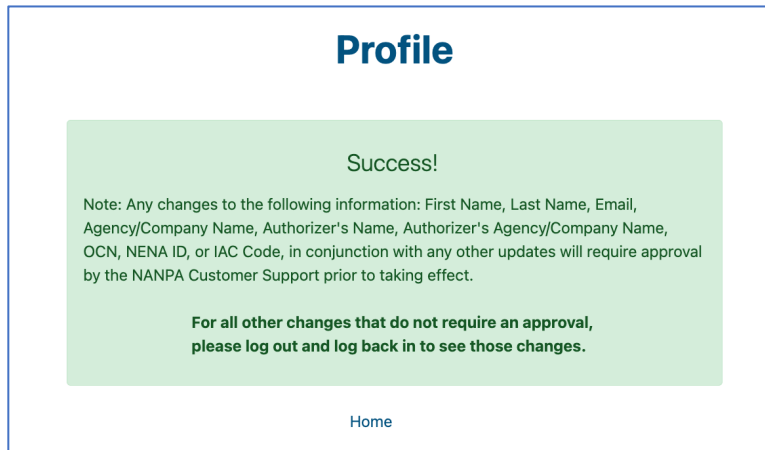 Profile
Success!
Note: Any changes to the following information: First Name, Last Name, Email,
Agency/Company Name, Authorizer's Name, Authorizer's Agency/Company Name,
OCN, NENA ID, or IAC Code, in conjunction with any other updates will require approval
by the NANPA Customer Support prior to taking effect.
For all other changes that do not require an approval,
please log out and log back in to see those changes.
Home